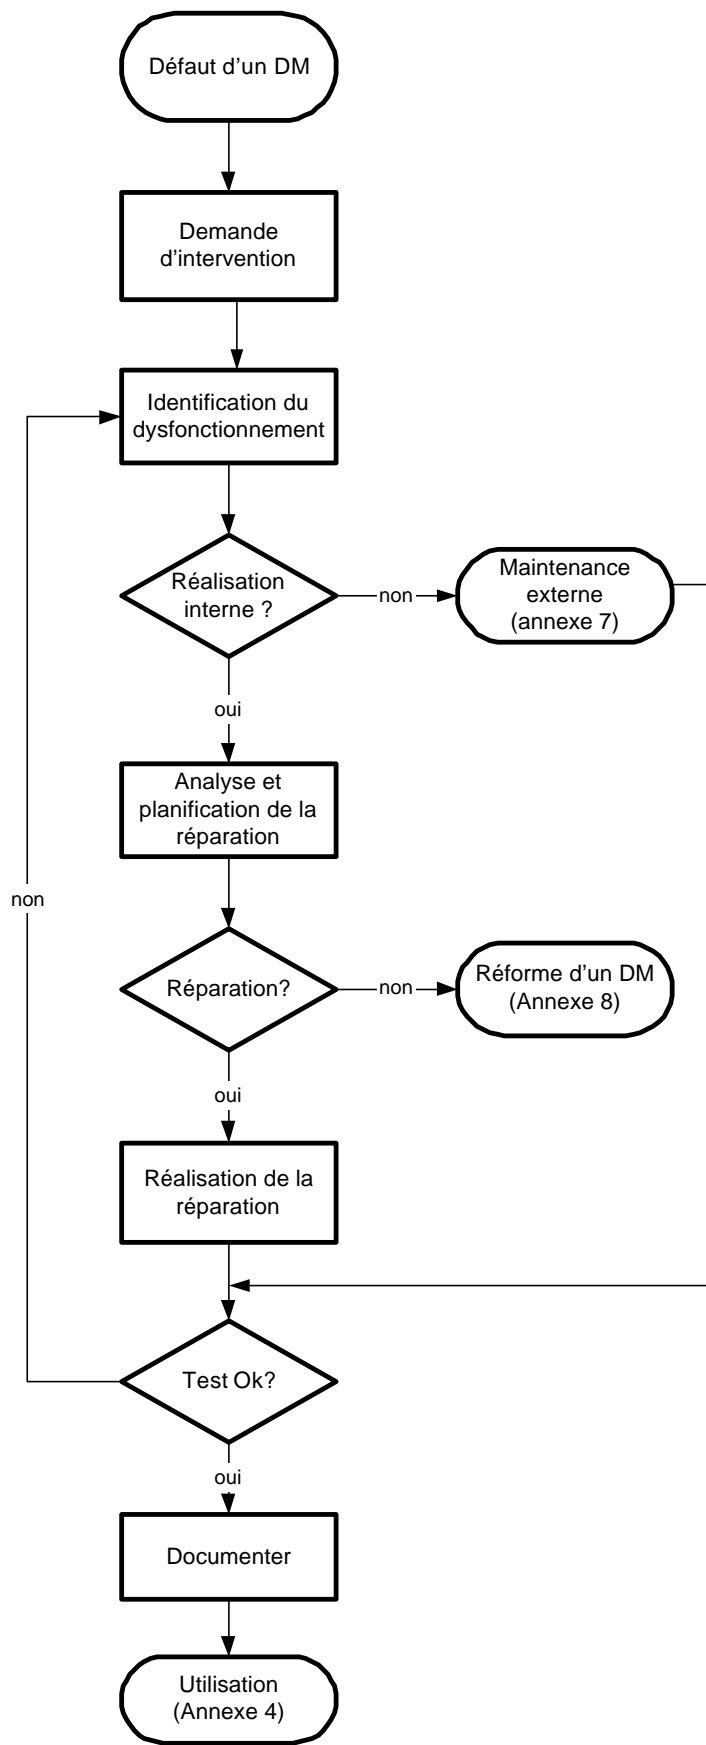 Défaut d'un DM
Demande
d'intervention
Identification du
dysfonctionnement
Réalisation
interne ?
non
Maintenance
externe
(annexe 7)
oui
Analyse et
planification de la
réparation
non
Réparation?
non
Réforme d'un DM
(Annexe 8)
oui
Réalisation de la
réparation
Test Ok?
oui
Documenter
Utilisation
(Annexe 4)